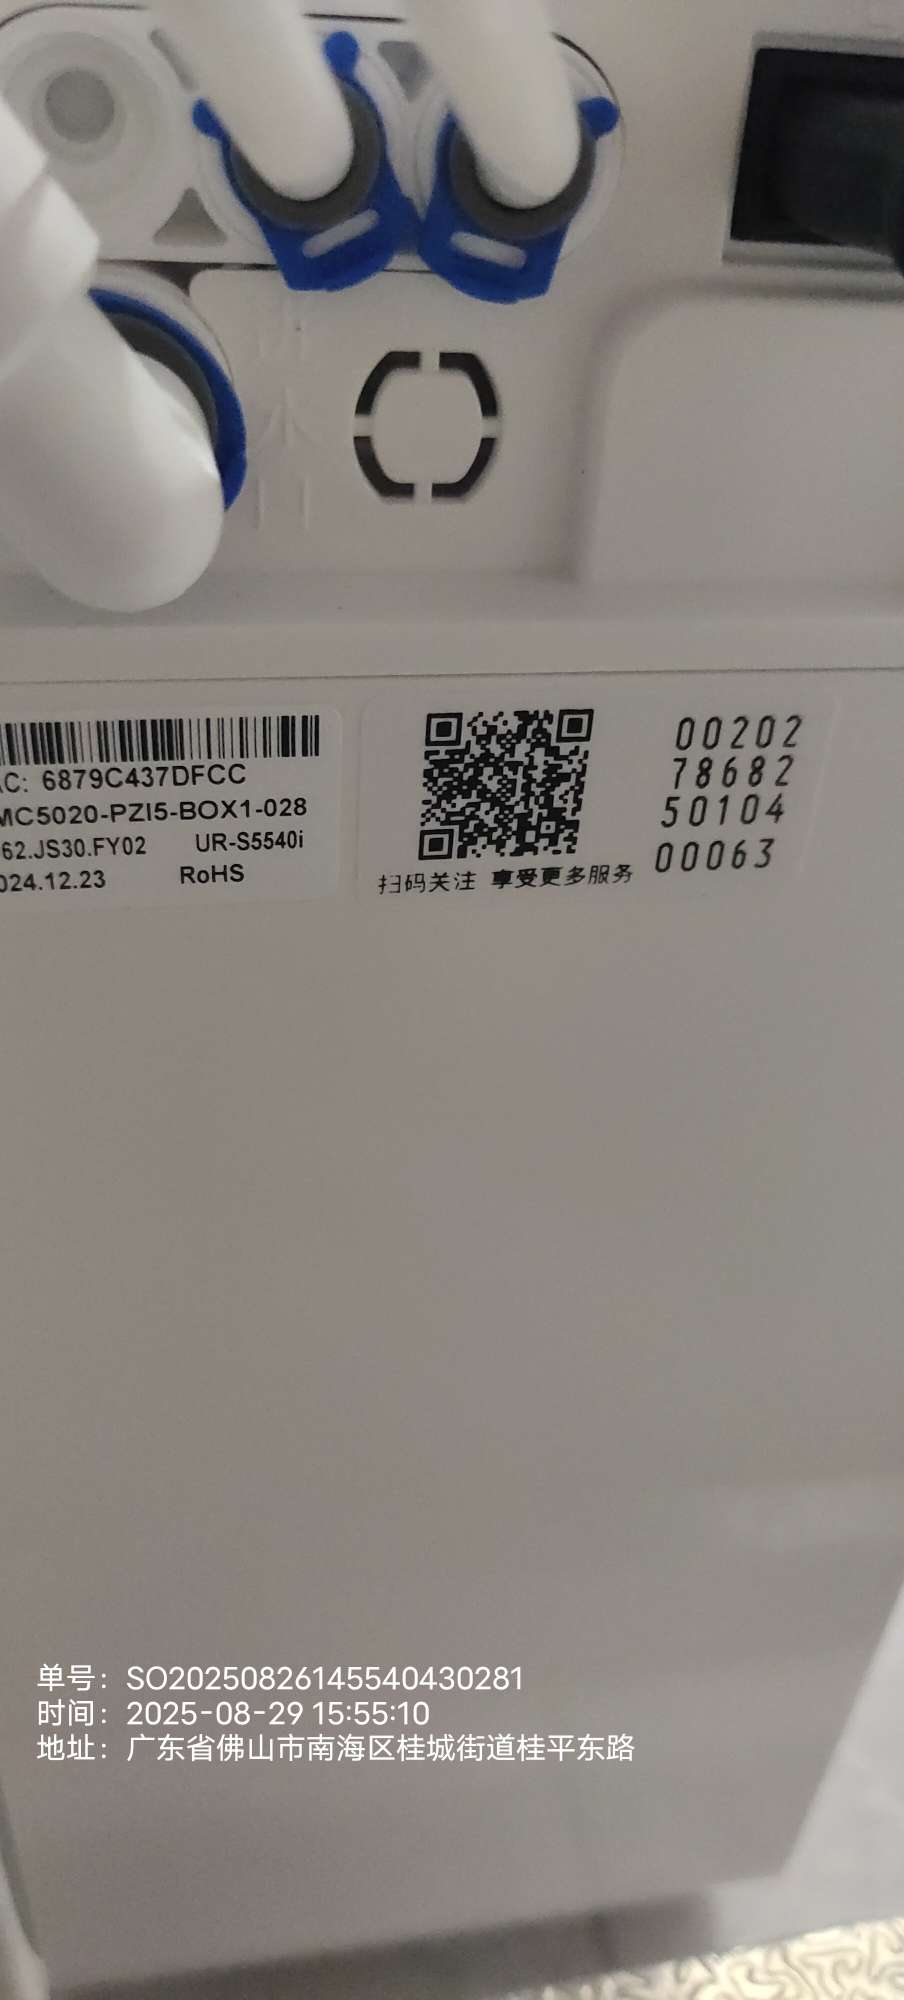 C: 6879C437DFCC
MC5020-PZI5-BOX1-028
62.JS30.FY02 UR-S5540i
024.12.23 RoHS
扫码关注 享受更多服务
00202
78682
50104
00063
单号：SO20250826145540430281
时间：2025-08-29 15:55:10
地址：广东省佛山市南海区桂城街道桂平东路